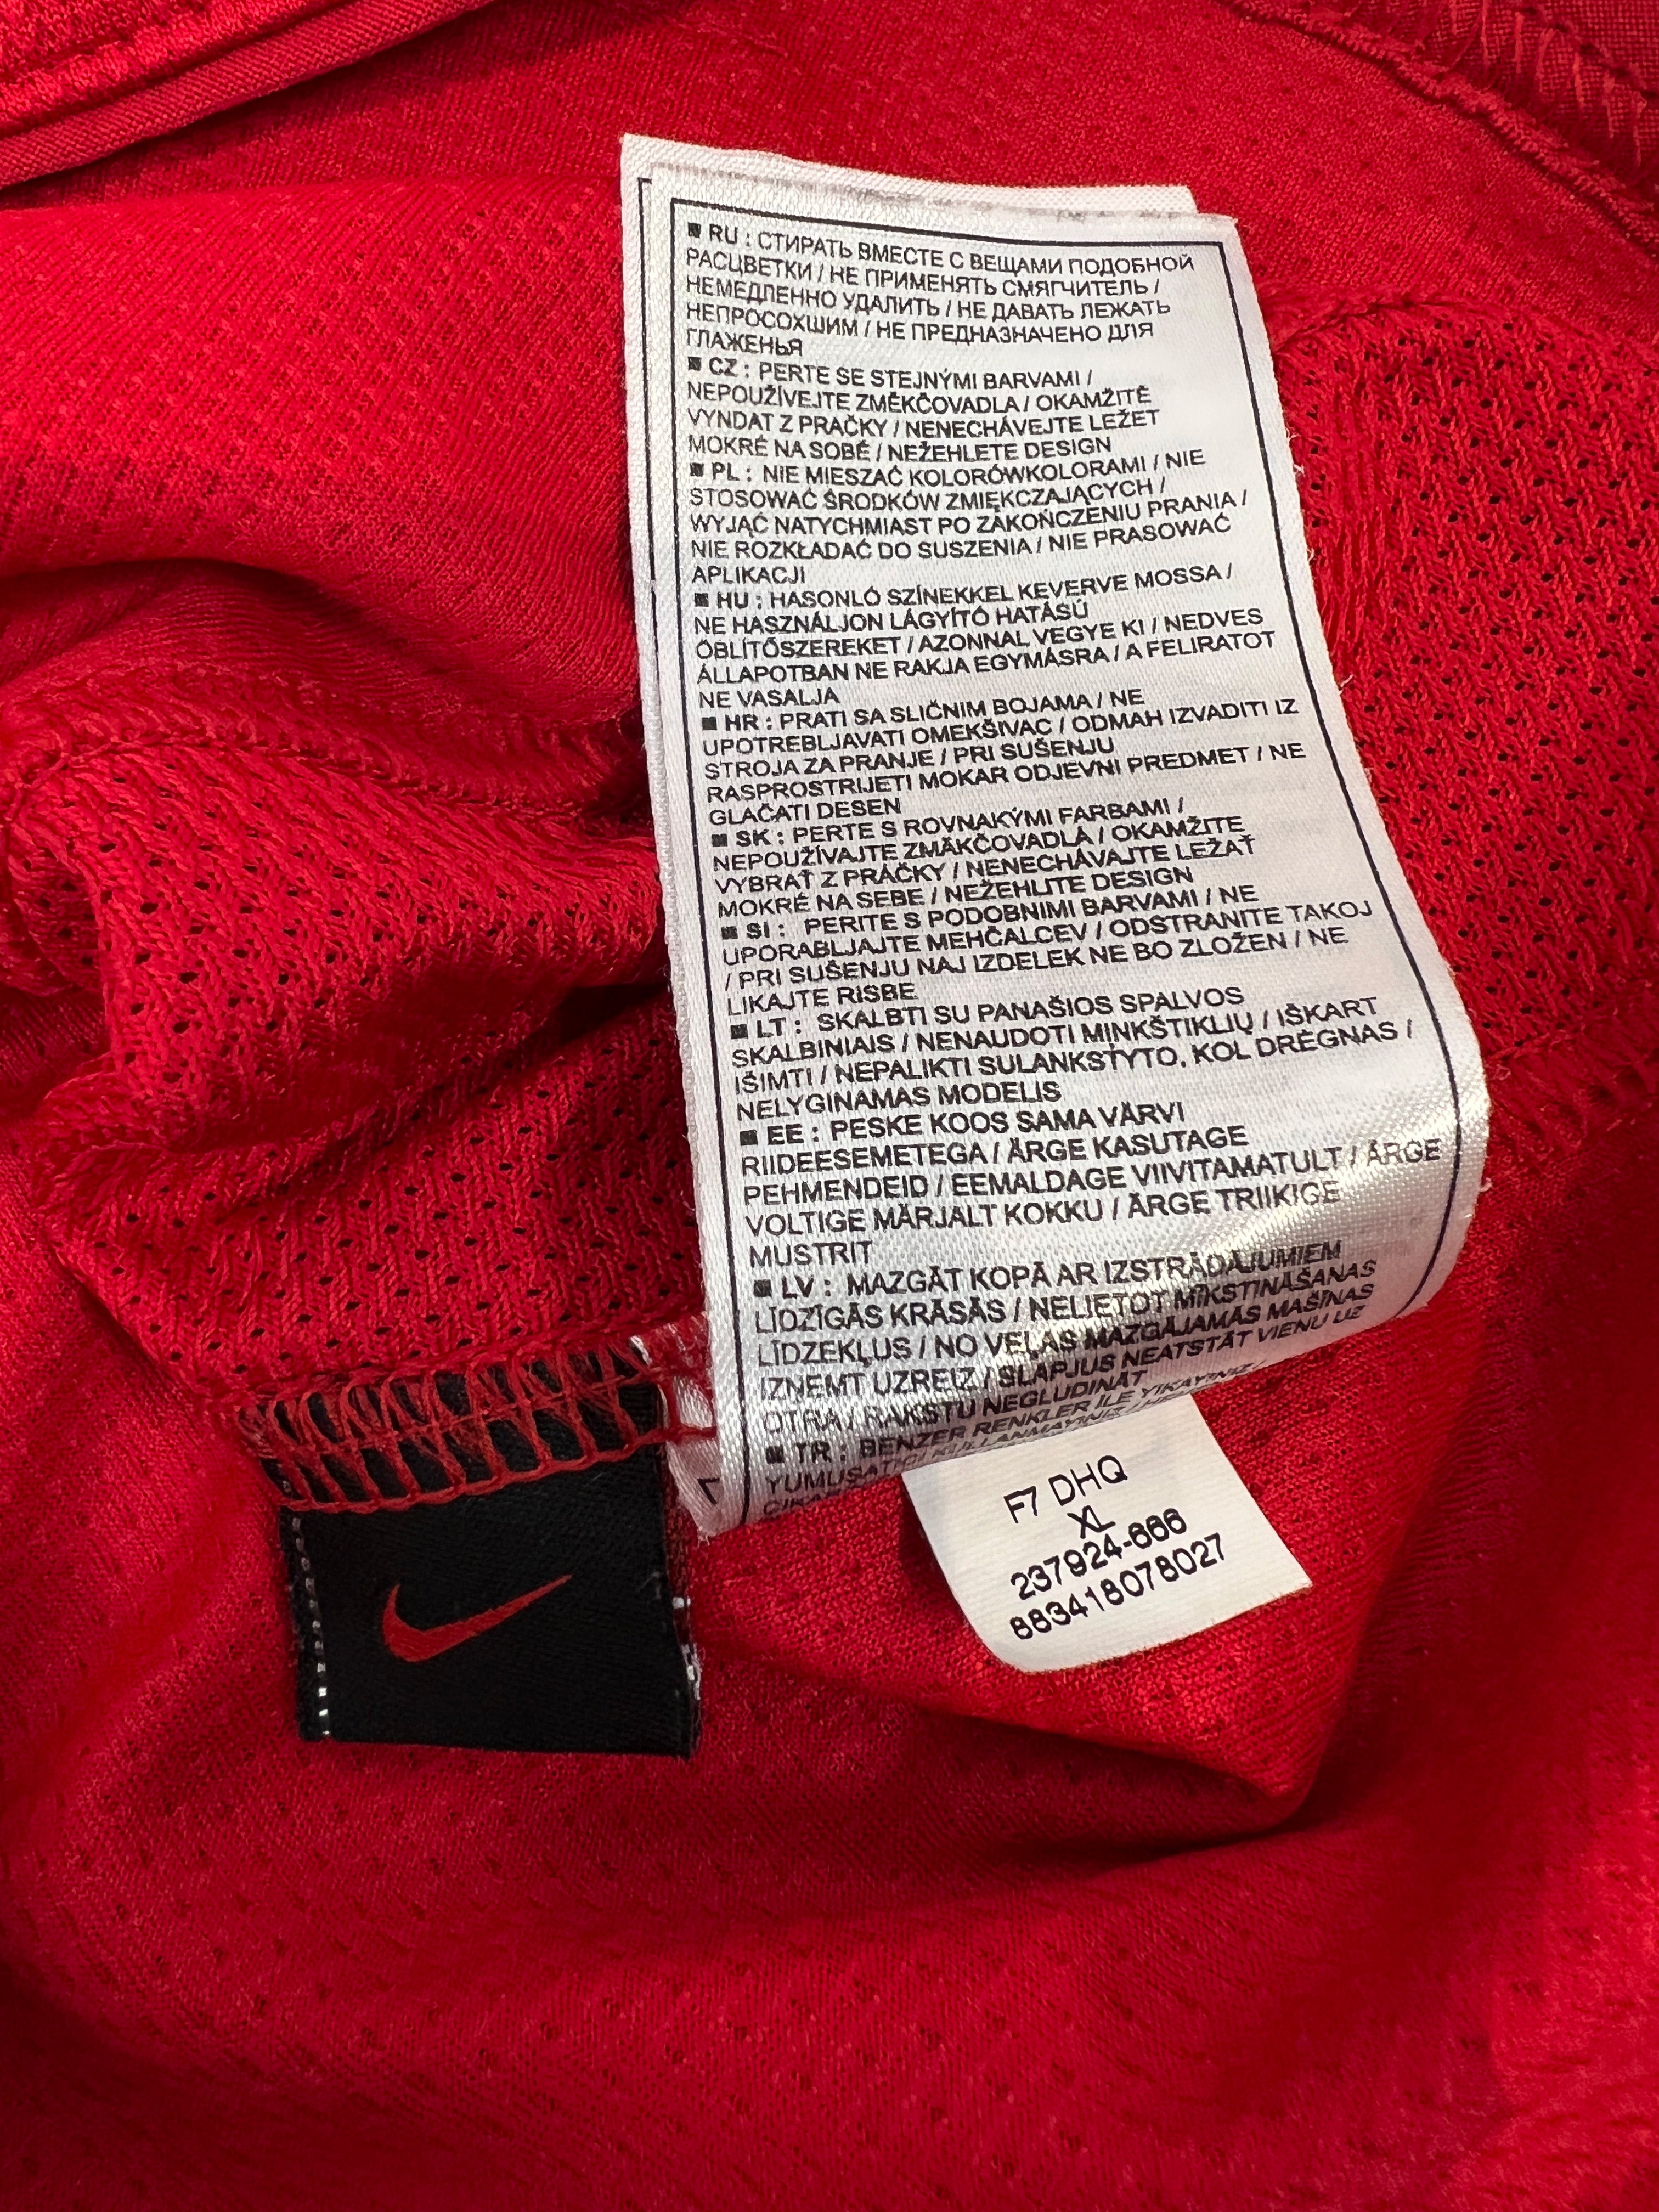 ■ RU : СТИРАТЬ ВМЕСТЕ С ВЕЩАМИ ПОДОБНОЙ
РАСЦВЕТКИ / НЕ ПРИМЕНЯТЬ СМЯГЧИТЕЛЬ /
НЕМЕДЛЕННО УДАЛИТЬ / НЕ ДАВАТЬ ЛЕЖАТЬ
НЕПРОСОХШИМ / НЕ ПРЕДНАЗНАЧЕНО ДЛЯ
ГЛАЖЕНЬЯ
■ CZ : PERTE SE STEJNÝMI BARVAMI /
NEPOUŽÍVEJTE ZMĚKČOVADLA / OKAMŽITĚ
VYNDAT Z PRAČKY / NENECHÁVEJTE LEŽET
MOKRÉ NA SOBĚ / NEŽEHLETE DESIGN
■ PL : NIE MIESZAĆ KOLORÓWKOLORAMI / NIE
STOSOWAĆ ŚRODKÓW ZMIĘKCZAJĄCYCH /
WYJĄĆ NATYCHMIAST PO ZAKOŃCZENIU PRANIA /
NIE ROZKŁADAĆ DO SUSZENIA / NIE PRASOWAĆ
APLIKACJI
■ HU : HASONLÓ SZÍNEKKEL KEVERVE MOSSA /
NE HASZNÁLJON LÁGYÍTÓ HATÁSÚ
ÖBLÍTŐSZEREKET / AZONNAL VEGYE KI / NEDVES
ÁLLAPOTBAN NE RAKJA EGYMÁSRA / A FELIRATOT
NE VASALJA
■ HR : PRATI SA SLIČNIM BOJAMA / NE
UPOTREBLJAVATI OMEKŠIVAC / ODMAH IZVADITI IZ
STROJA ZA PRANJE / PRI SUŠENJU
RASPROSTRIJETI MOKAR ODJEVNI PREDMET / NE
GLAČATI DESEN
■ SK : PERTE S ROVNAKÝMI FARBAMI /
NEPOUŽÍVAJTE ZMÄKČOVADLÁ / OKAMŽITE
VYBRAŤ Z PRÁČKY / NENECHÁVAJTE LEŽAŤ
MOKRÉ NA SEBE / NEŽEHLITE DESIGN
■ SI : PERITE S PODOBNIMI BARVAMI / NE
UPORABLJAJTE MEHČALCEV / ODSTRANITE TAKOJ
/ PRI SUŠENJU NAJ IZDELEK NE BO ZLOŽEN / NE
LIKAJTE RISBE
■ LT : SKALBTI SU PANAŠIOS SPALVOS
SKALBINIAIS / NENAUDOTI MINKŠTIKLIŲ / IŠKART
IŠIMTI / NEPALIKTI SULANKSTYTO, KOL DRĖGNAS /
NELYGINAMAS MODELIS
■ EE : PESKE KOOS SAMA VÄRVI
RIIDEESEMETEGA / ÄRGE KASUTAGE
PEHMENDEID / EEMALDAGE VIIVITAMATULT / ÄRGE
VOLTIGE MÄRJALT KOKKU / ÄRGE TRIIKIGE
MUSTRIT
■ LV : MAZGĀT KOPĀ AR IZSTRĀDĀJUMIEM
LĪDZĪGĀS KRĀSĀS / NELIETOT MĪKSTINĀŠANAS
LĪDZEKĻUS / NO VEĻAS MAZGĀJAMĀS MAŠĪNAS
IZŅEMT UZREIZ / SLAPJUS NEATSTĀT VIENU UZ
OTRA / RAKSTU NEGLUDINĀT
■ TR : BENZER RENKLER İLE YIKAYINIZ /
F7 DHQ
XL
237924-666
883418078027